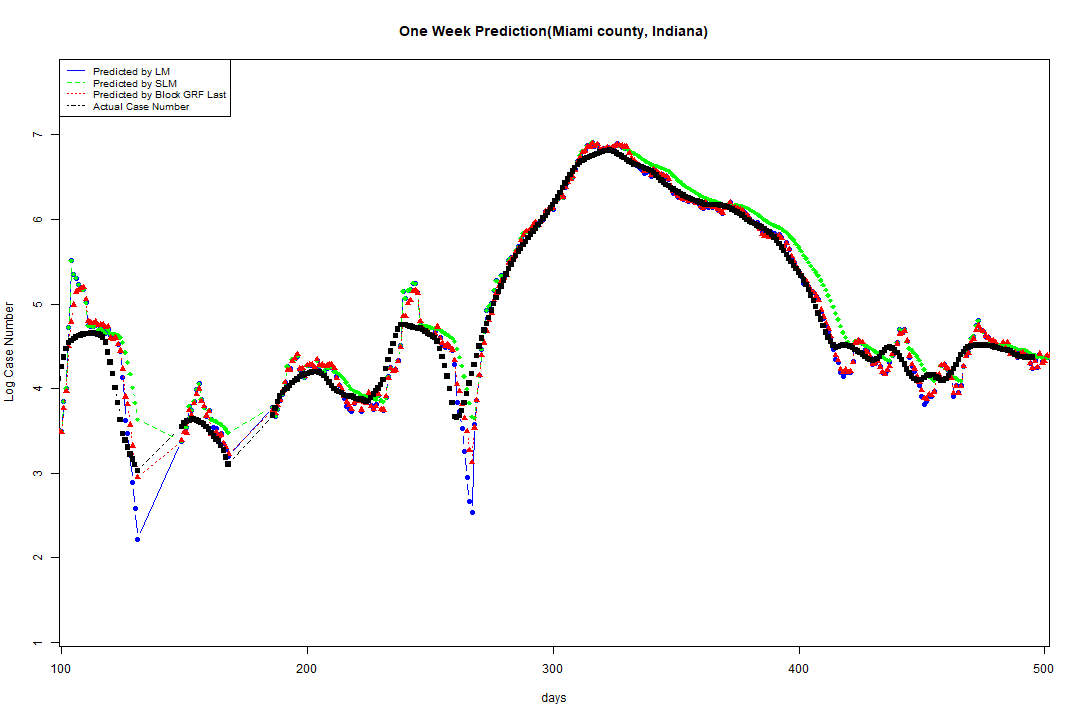 One Week Prediction(Miami county, Indiana)
Predicted by LM
Predicted by SLM
Predicted by Block GRF Last
Actual Case Number
Log Case Number
7
6
5
4
3
2
1
100 200 300 400 500
days